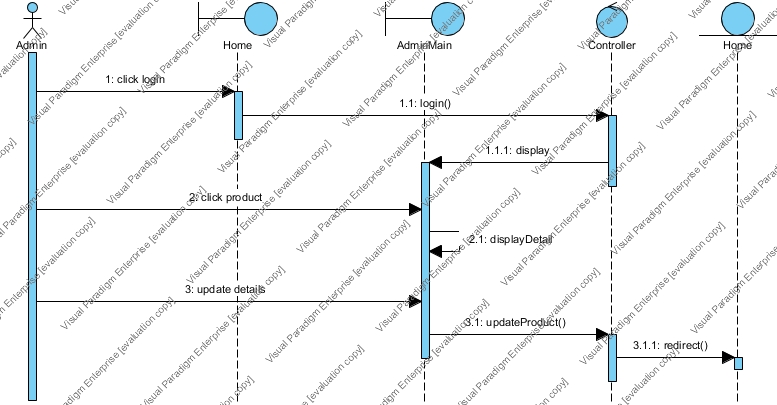 Admin
Home
AdminMain
Controller
Home
1: click login
1.1: login()
1.1.1: display
2: click product
2.1: displayDetail
3: update details
3.1: updateProduct()
3.1.1: redirect()
Visual Paradigm Enterprise [evaluation copy]